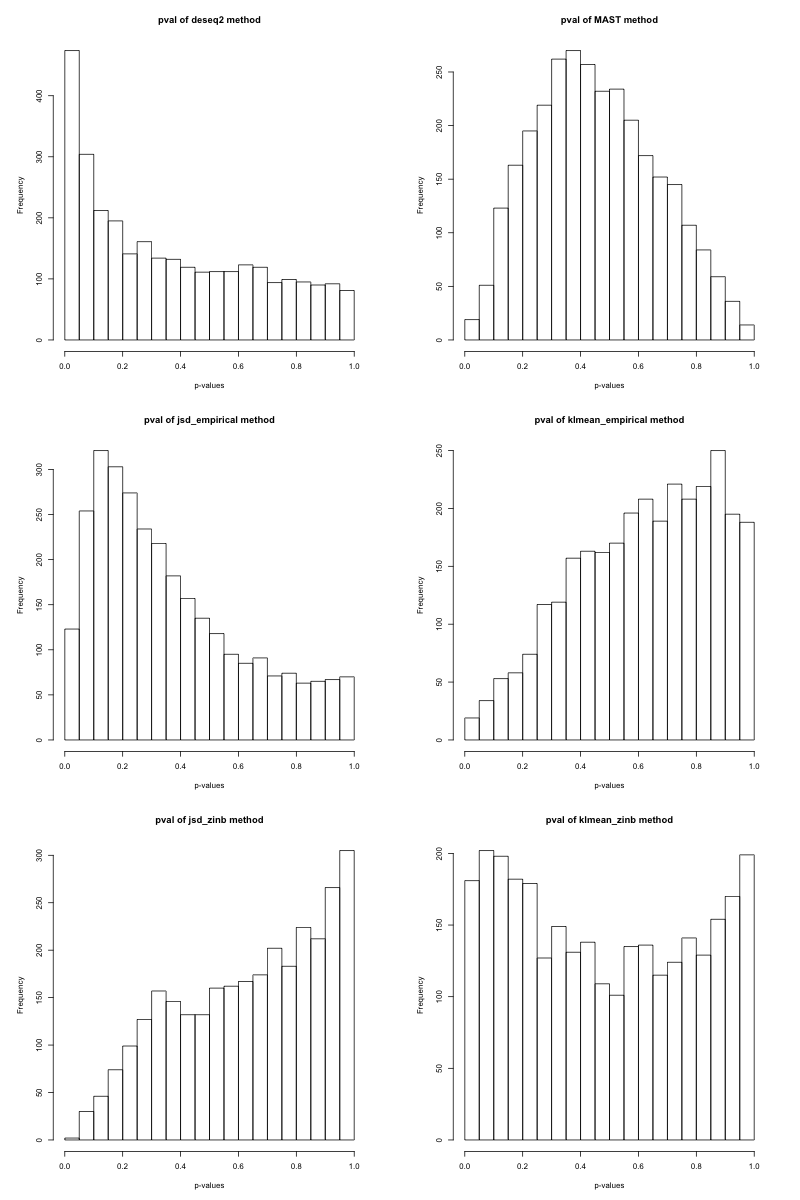 pval of deseq2 method
Frequency
0 100 200 300 400
0.0 0.2 0.4 0.6 0.8 1.0
p-values
pval of MAST method
Frequency
0 50 100 150 200 250
0.0 0.2 0.4 0.6 0.8 1.0
p-values
pval of jsd_empirical method
Frequency
0 50 100 150 200 250 300
0.0 0.2 0.4 0.6 0.8 1.0
p-values
pval of klmean_empirical method
Frequency
0 50 100 150 200 250
0.0 0.2 0.4 0.6 0.8 1.0
p-values
pval of jsd_zinb method
Frequency
0 50 100 150 200 250 300
0.0 0.2 0.4 0.6 0.8 1.0
p-values
pval of klmean_zinb method
Frequency
0 50 100 150 200
0.0 0.2 0.4 0.6 0.8 1.0
p-values